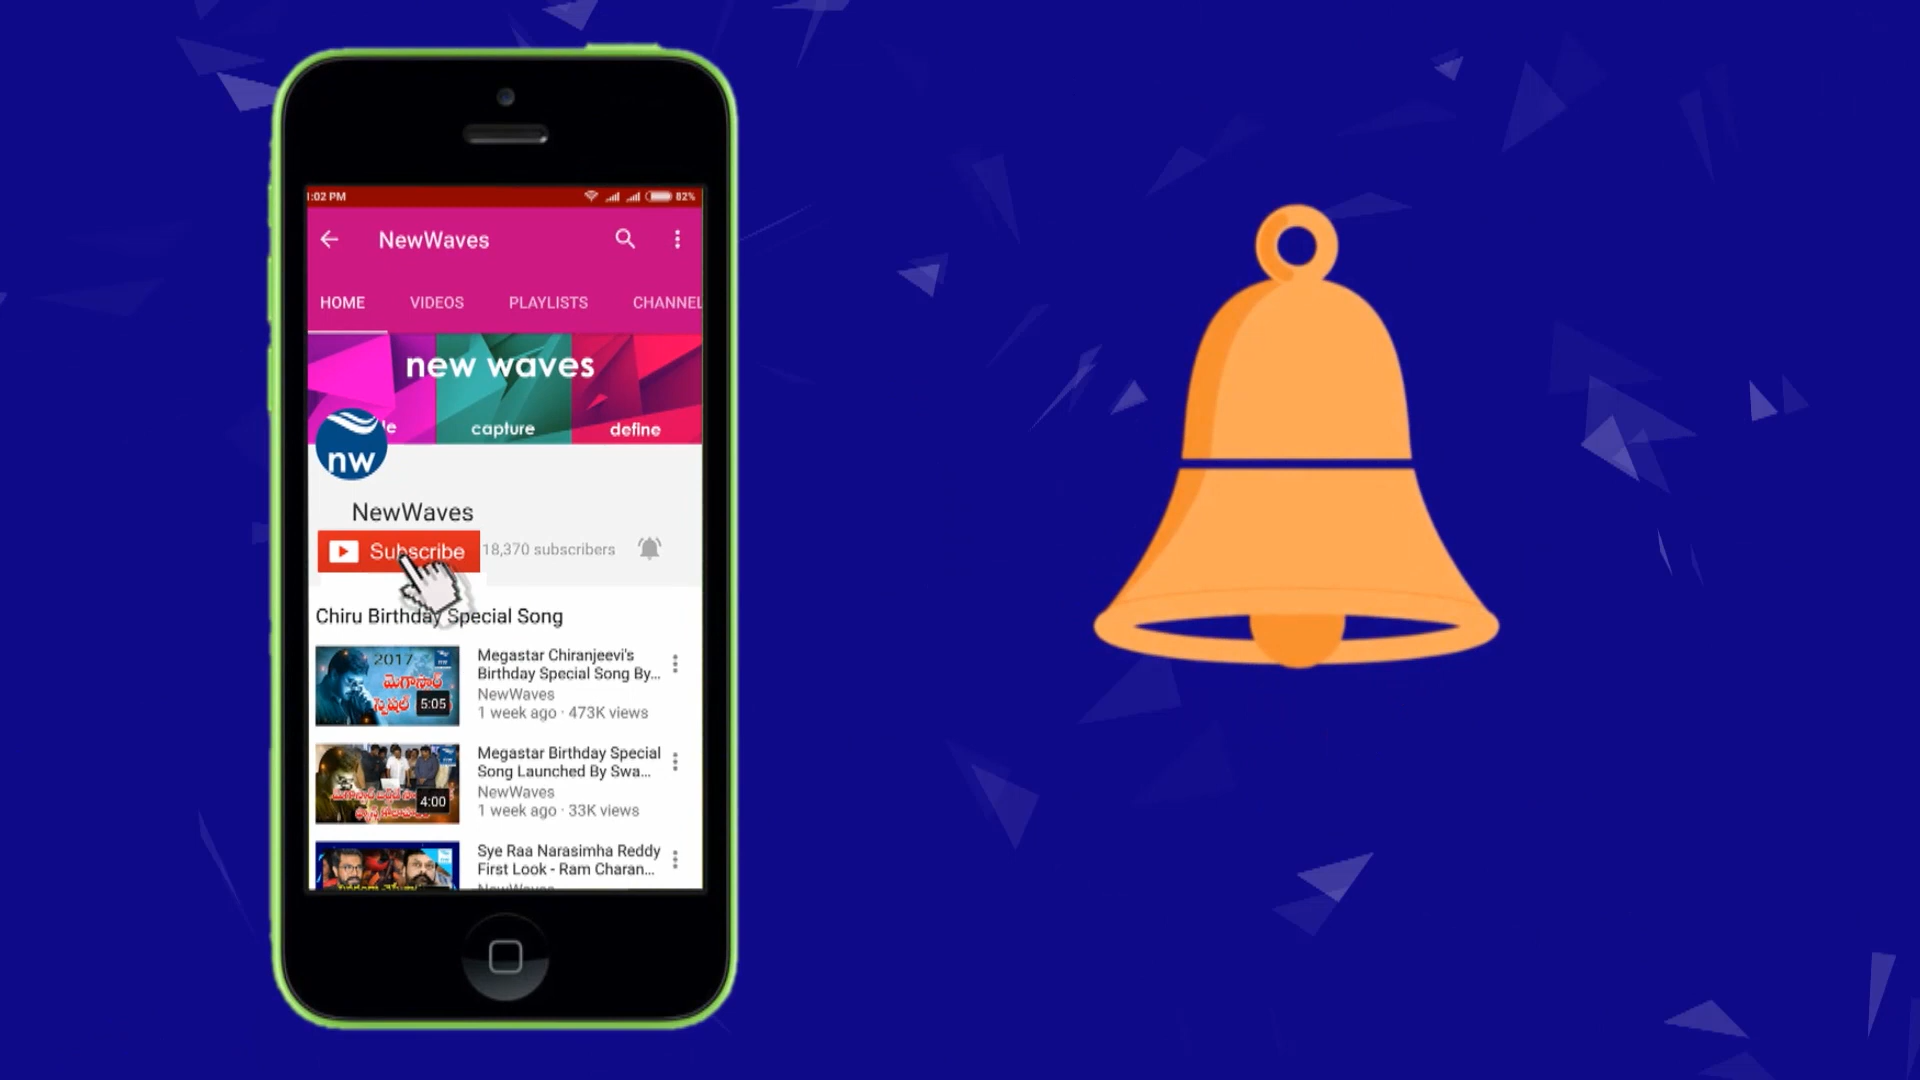 1:02 PM
82%
NewWaves
HOME VIDEOS PLAYLISTS CHANNEL
new waves
le capture define
nw
NewWaves
Subscribe 18,370 subscribers
Chiru Birthday Special Song
2017
మెగాస్టార్
స్పెషల్
5:05
Megastar Chiranjeevi's
Birthday Special Song By...
NewWaves
1 week ago · 473K views
4:00
Megastar Birthday Special
Song Launched By Swa...
NewWaves
1 week ago · 33K views
Sye Raa Narasimha Reddy
First Look - Ram Charan...
NewWaves